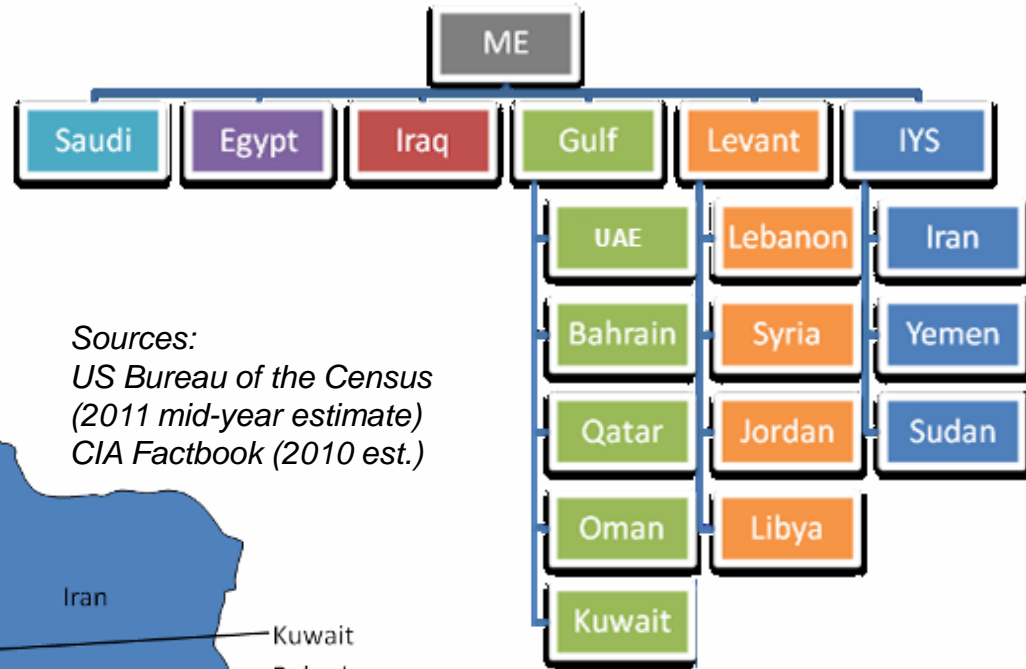 ME
Saudi
Egypt
Iraq
Gulf
Levant
IYS
UAE
Lebanon
Iran
Bahrain
Syria
Yemen
Qatar
Jordan
Sudan
Oman
Libya
Kuwait
Sources:
US Bureau of the Census
(2011 mid-year estimate)
CIA Factbook (2010 est.)
Iran
Kuwait